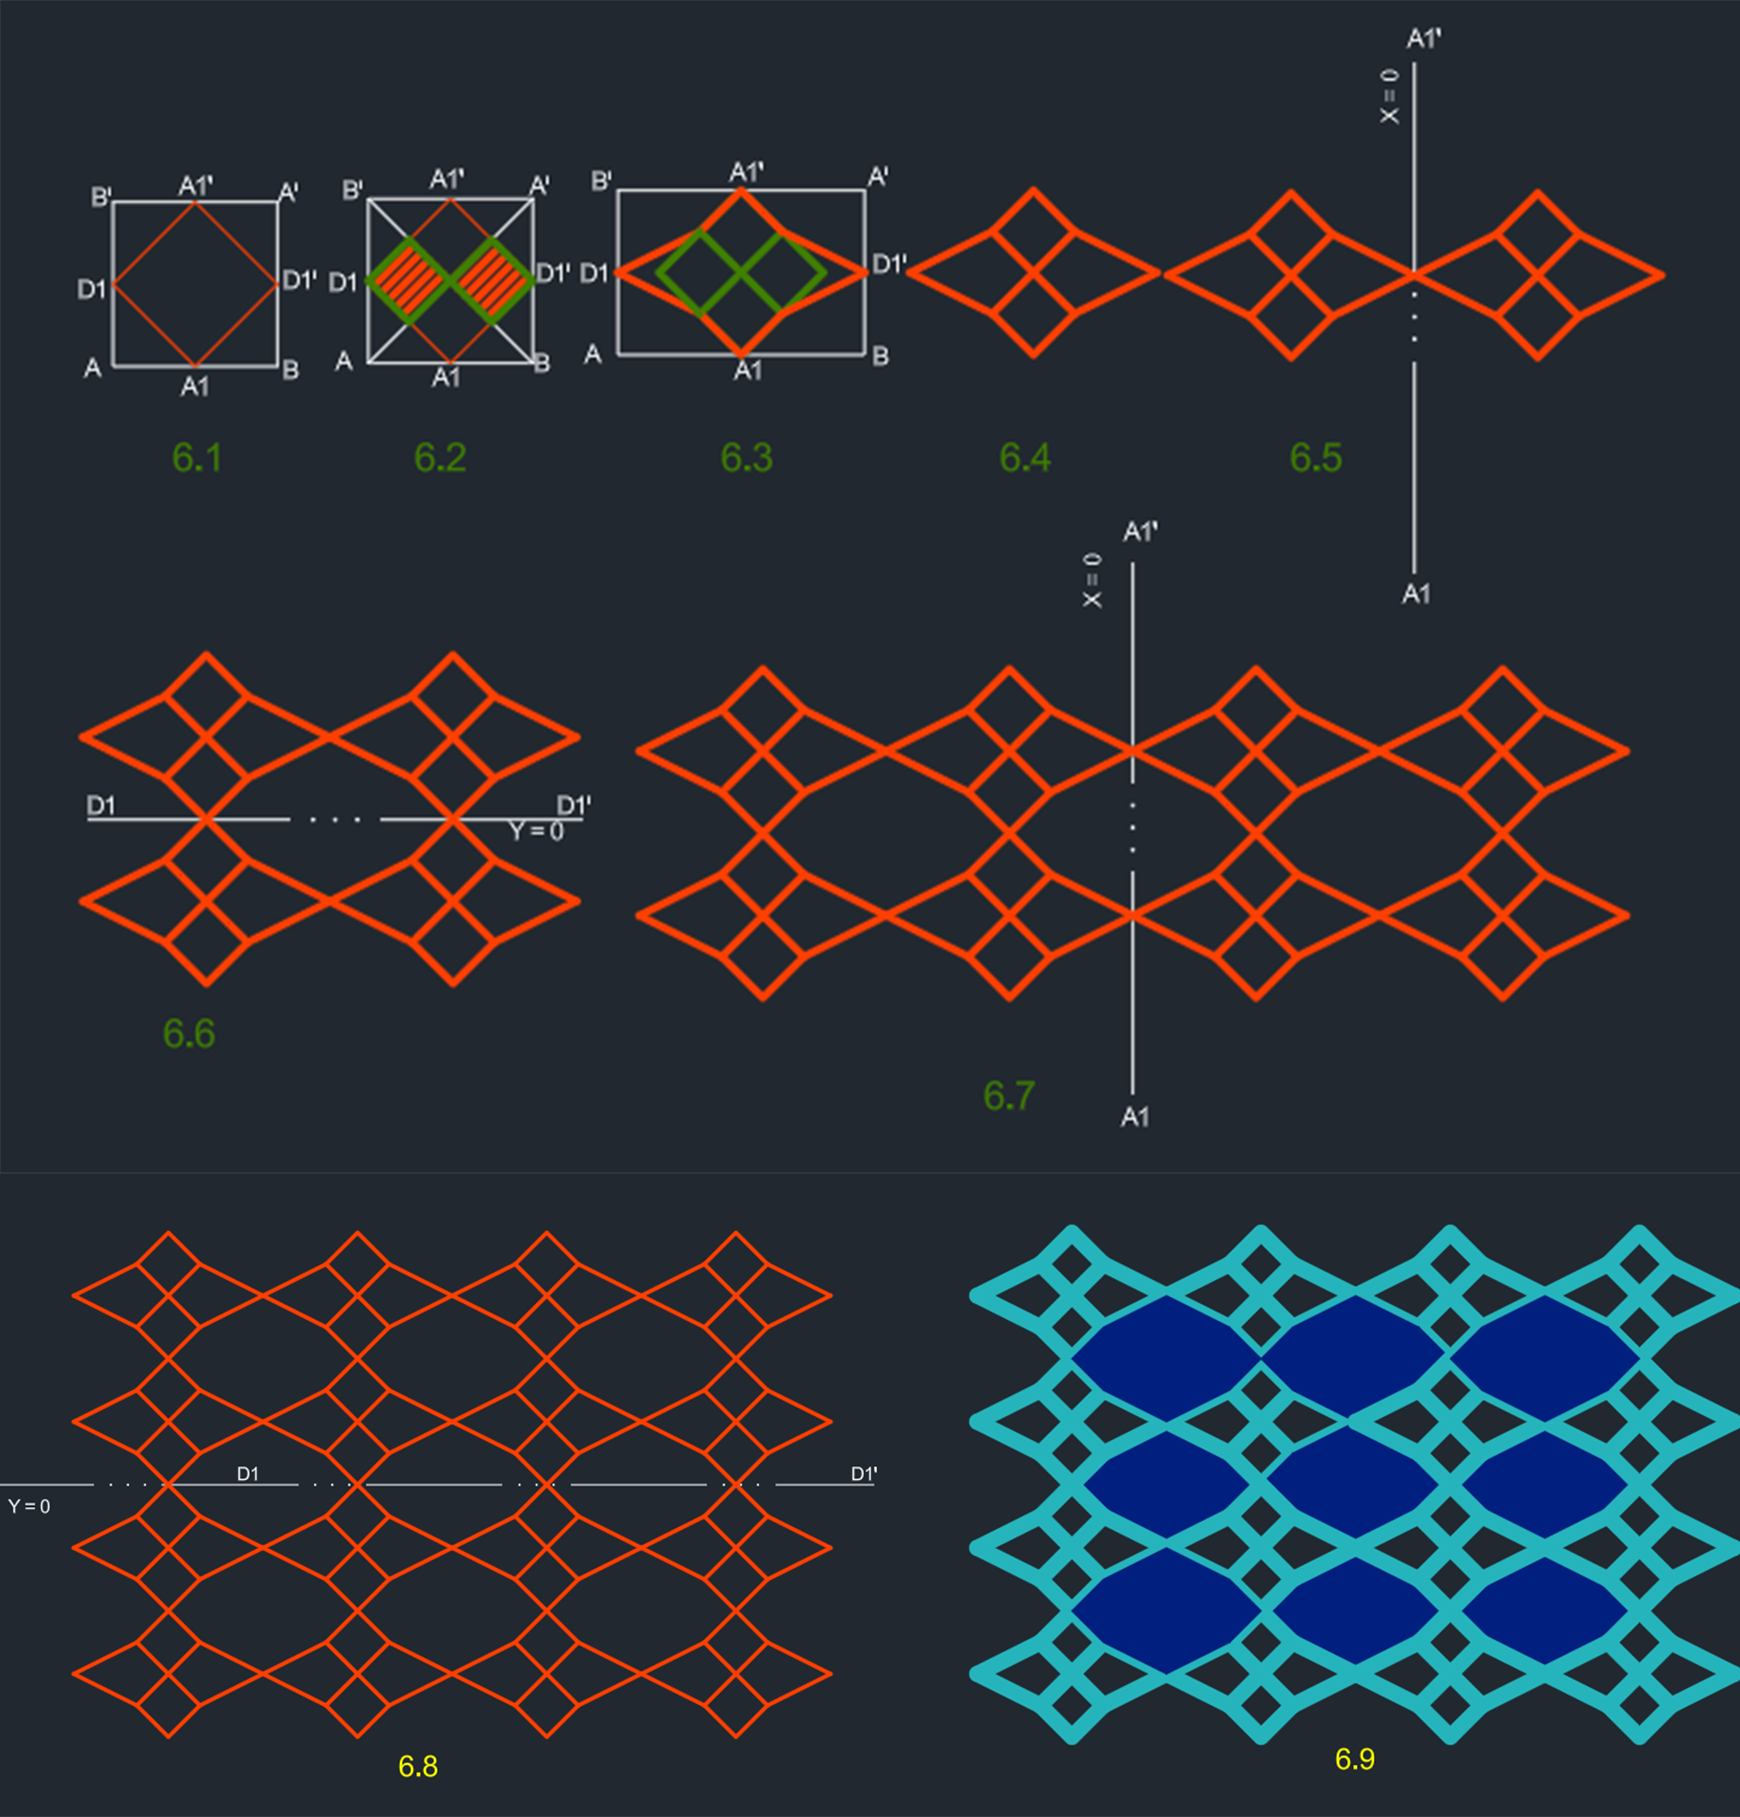 A1'
X = 0
B' A1' A'
D1 D1'
A B
A1
6.1
B' A1' A'
D1 D1'
A B
A1
6.2
B' A1' A'
D1 D1'
A B
A1
6.3
6.4
6.5
A1
A1'
X = 0
D1 D1'
Y = 0
6.6
6.7
A1
D1 D1'
Y = 0
6.8
6.9